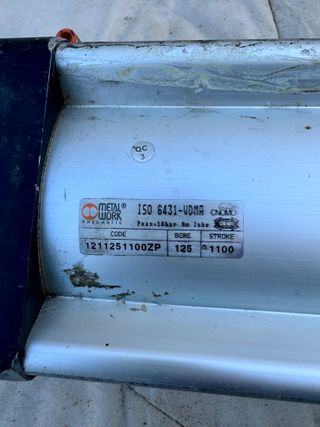 QC
3
METAL® WORK PNEUMATIC
ISO 6431-VDMA
CNOMO
Pmax=10bar No lube
CODE BORE STROKE
1211251100ZP 125 1100